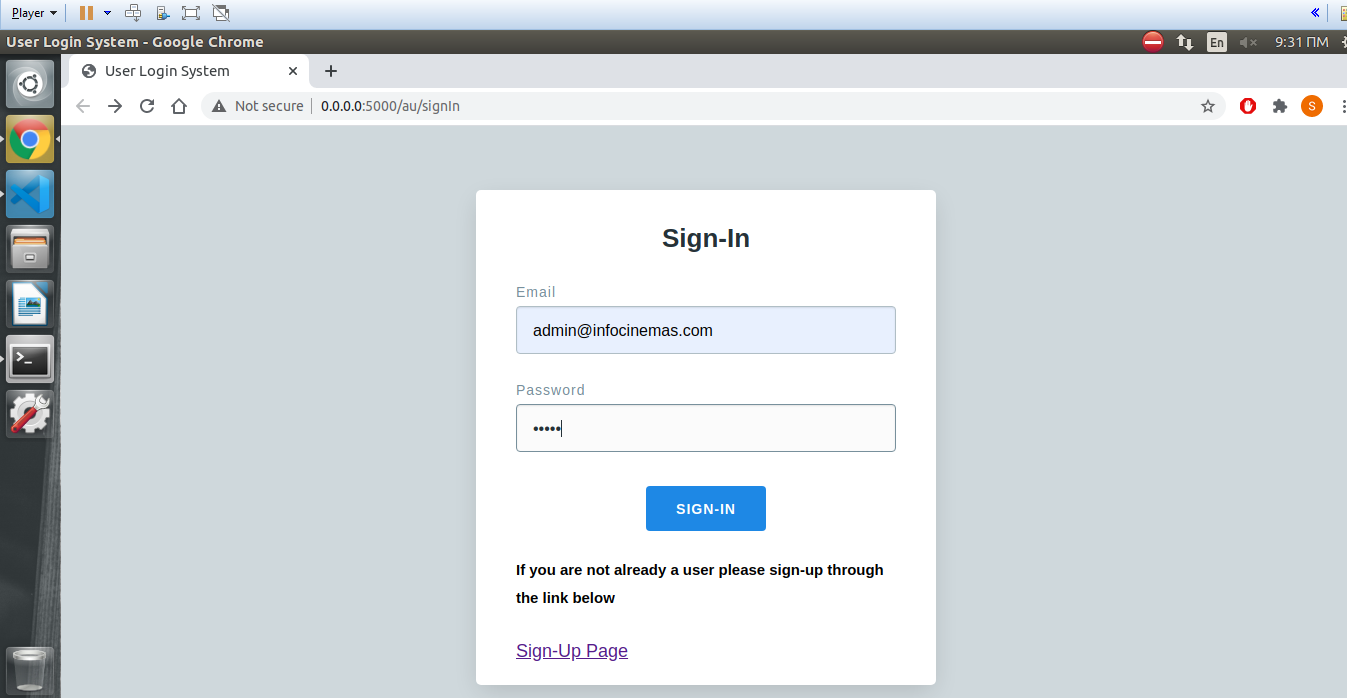 Player
User Login System - Google Chrome
En
9:31 ΠΜ
User Login System
Not secure
0.0.0.0:5000/au/signIn
S
Sign-In
Email
admin@infocinemas.com
Password
•••••
SIGN-IN
If you are not already a user please sign-up through
the link below
Sign-Up Page